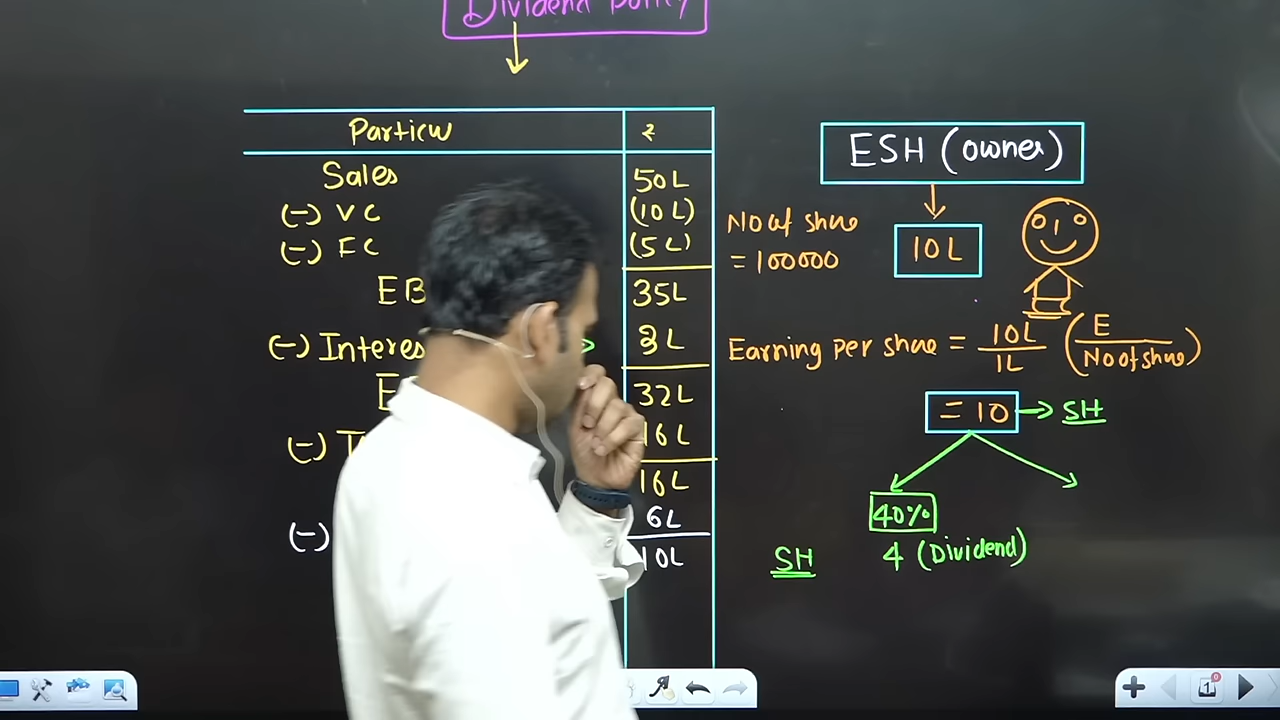 Dividend policy
Particu ₹
Sales 50L
(-) VC (10L)
(-) FC (5L)
EB 35L
(-) Interes 3L
E 32L
(-) T 16L
16L
(-) 6L
10L
ESH (owner)
No of share
= 100000
10L
Earning per share = 10L / 1L (E / No of share)
= 10 → SH
40%
SH 4 (Dividend)
1